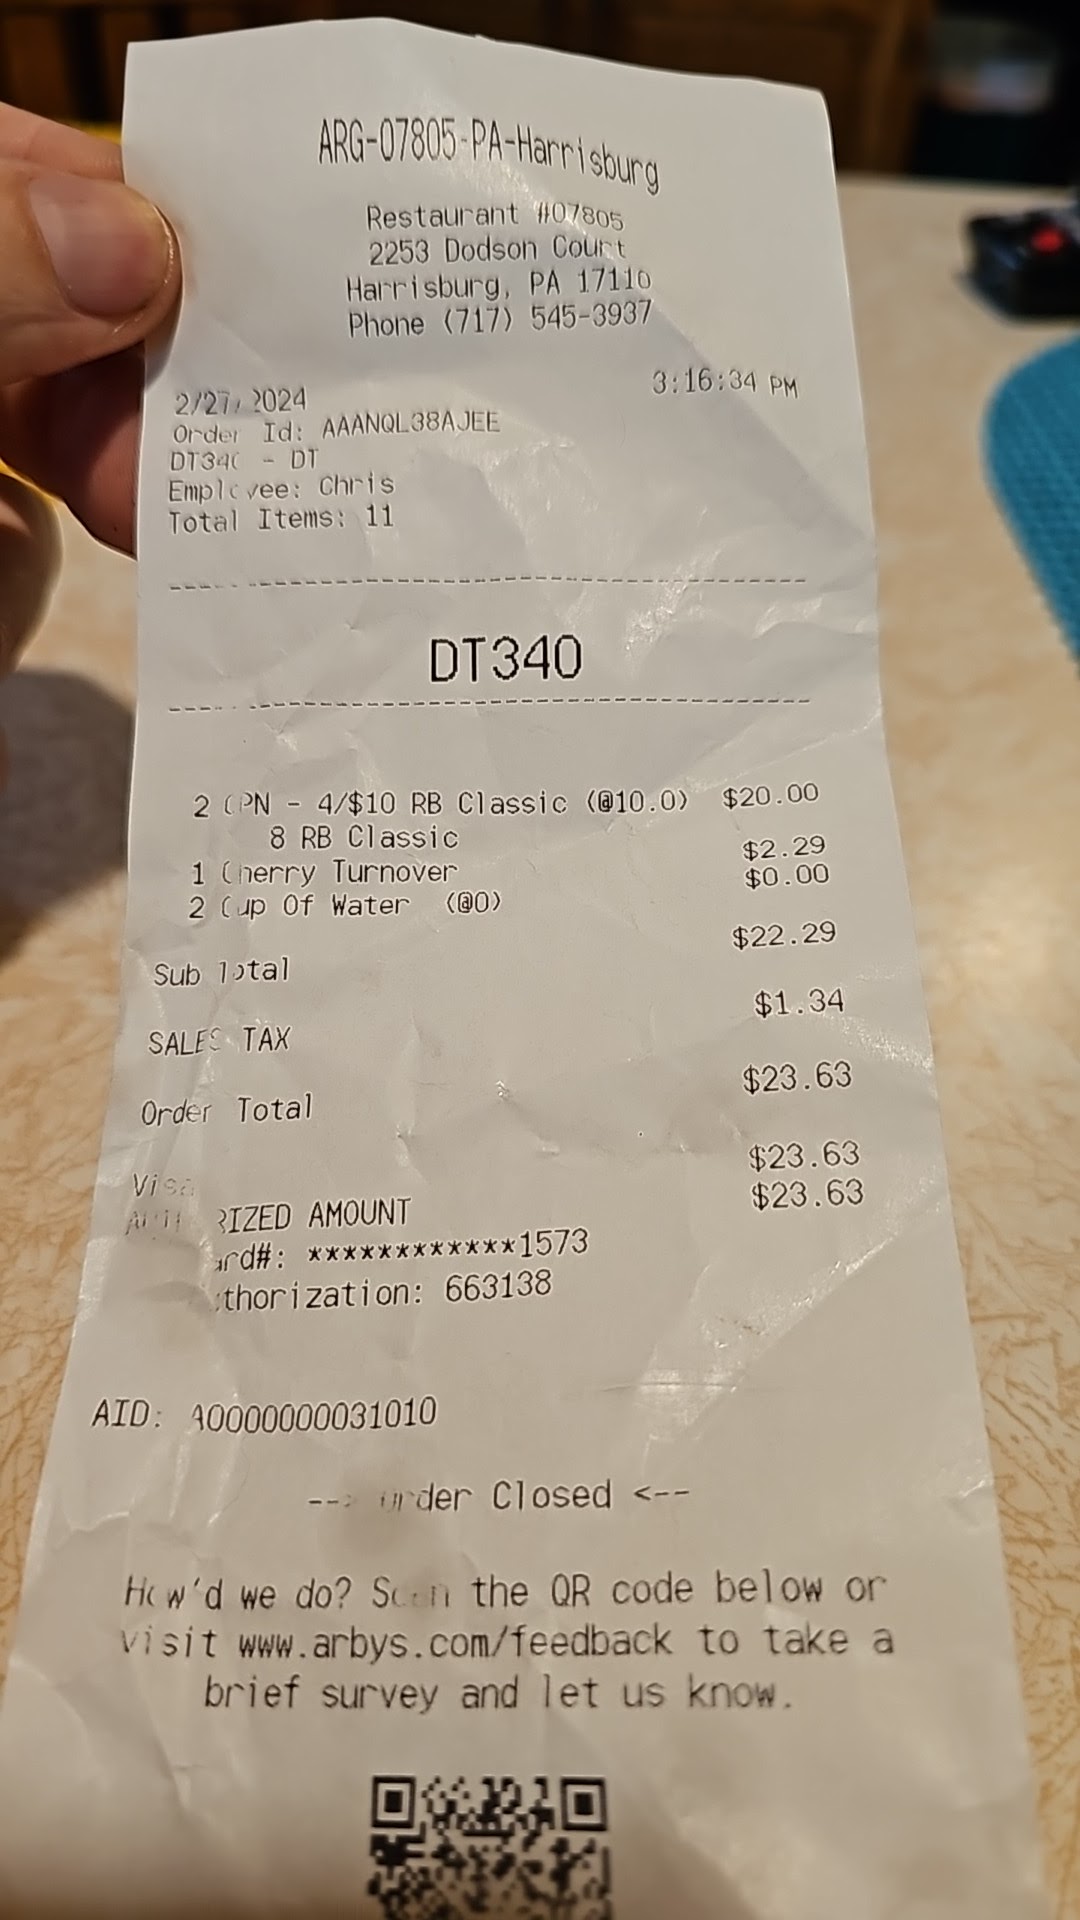 ARG-07805-PA-Harrisburg
Restaurant #07805
2253 Dodson Court
Harrisburg, PA 17110
Phone (717) 545-3937
3:16:34 PM
2/27/2024
Order Id: AAANQL38AJEE
DT340 - DT
Employee: Chris
Total Items: 11
DT340
2 CPN - 4/$10 RB Classic (@10.0) $20.00
8 RB Classic
1 Cherry Turnover $2.29
2 Cup Of Water (@0) $0.00
Sub Total $22.29
SALES TAX $1.34
Order Total $23.63
Visa $23.63
AUTHORIZED AMOUNT $23.63
Card#: ************1573
Authorization: 663138
AID: A0000000031010
--> Order Closed <--
How'd we do? Scan the QR code below or
visit www.arbys.com/feedback to take a
brief survey and let us know.